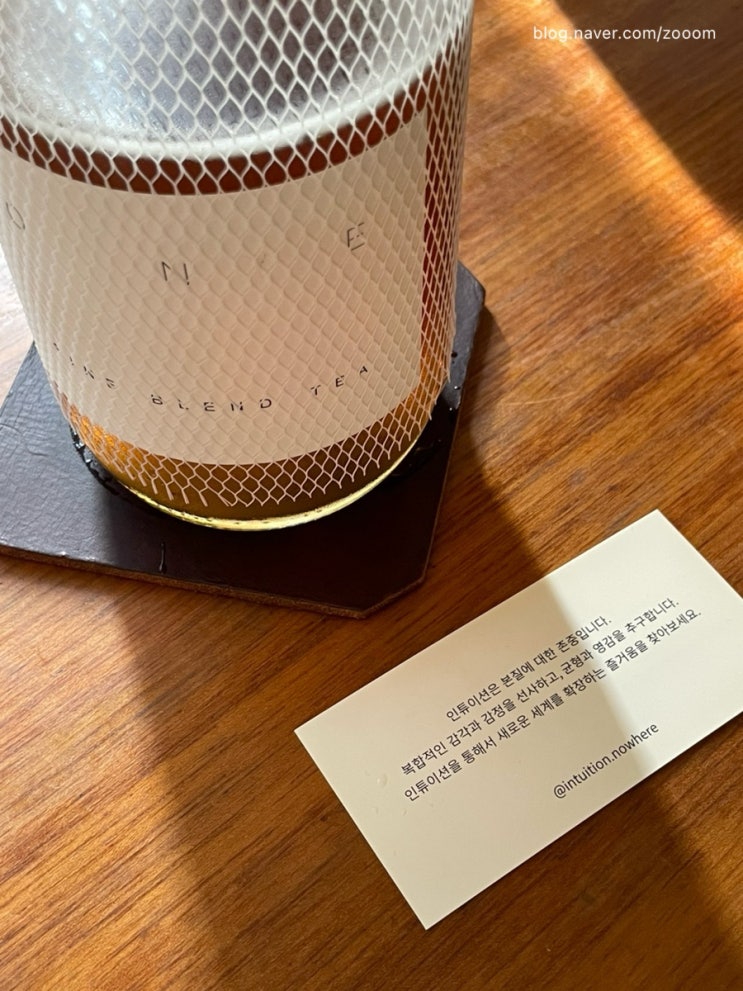 blog.naver.com/zooom
O N E
BLEND TEA
인튜이션은 본질에 대한 존중입니다.
복합적인 감각과 감정을 선사하고, 균형과 영감을 추구합니다.
인튜이션을 통해서 새로운 세계를 확장하는 즐거움을 찾아보세요.
@intuition.nowhere